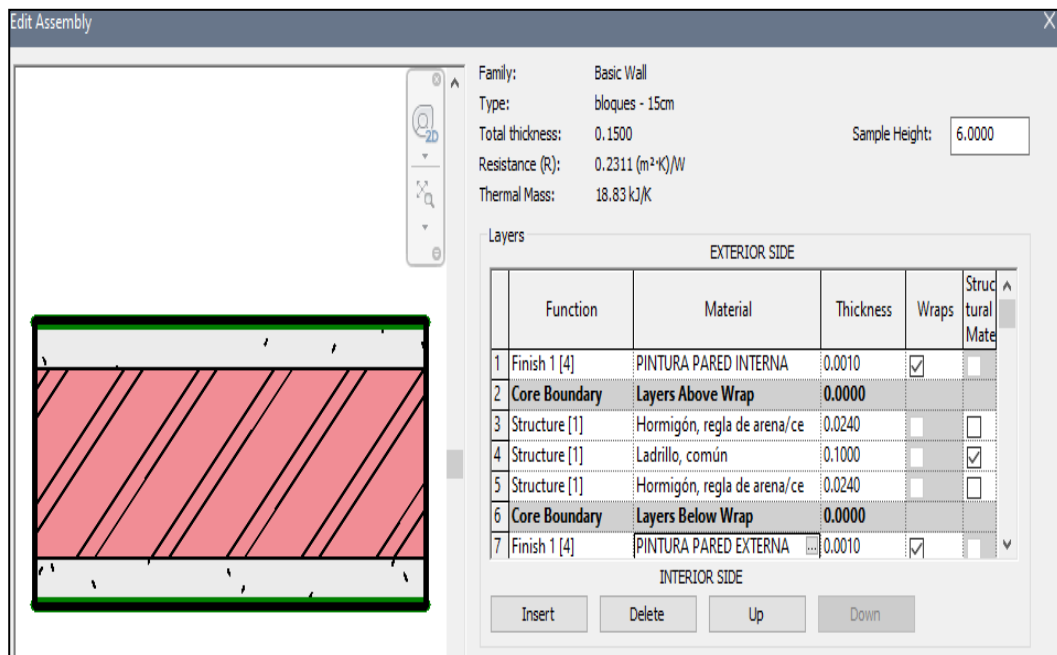 Edit Assembly X
2D
Family: Basic Wall
Type: bloques - 15cm
Total thickness: 0.1500 Sample Height: 6.0000
Resistance (R): 0.2311 (m²·K)/W
Thermal Mass: 18.83 kJ/K
Layers
EXTERIOR SIDE
Function Material Thickness Wraps Struc tural Mate
1 Finish 1 [4] PINTURA PARED INTERNA 0.0010
2 Core Boundary Layers Above Wrap 0.0000
3 Structure [1] Hormigón, regla de arena/ce 0.0240
4 Structure [1] Ladrillo, común 0.1000
5 Structure [1] Hormigón, regla de arena/ce 0.0240
6 Core Boundary Layers Below Wrap 0.0000
7 Finish 1 [4] PINTURA PARED EXTERNA ... 0.0010
INTERIOR SIDE
Insert Delete Up Down